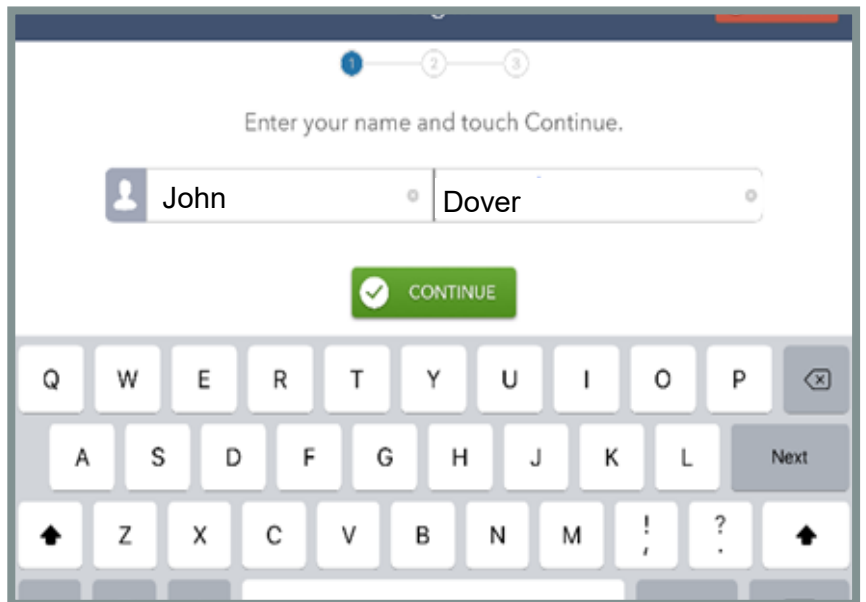 1 2 3
Enter your name and touch Continue.
John Dover
CONTINUE
Q W E R T Y U I O P
A S D F G H J K L Next
Z X C V B N M ! , ? .